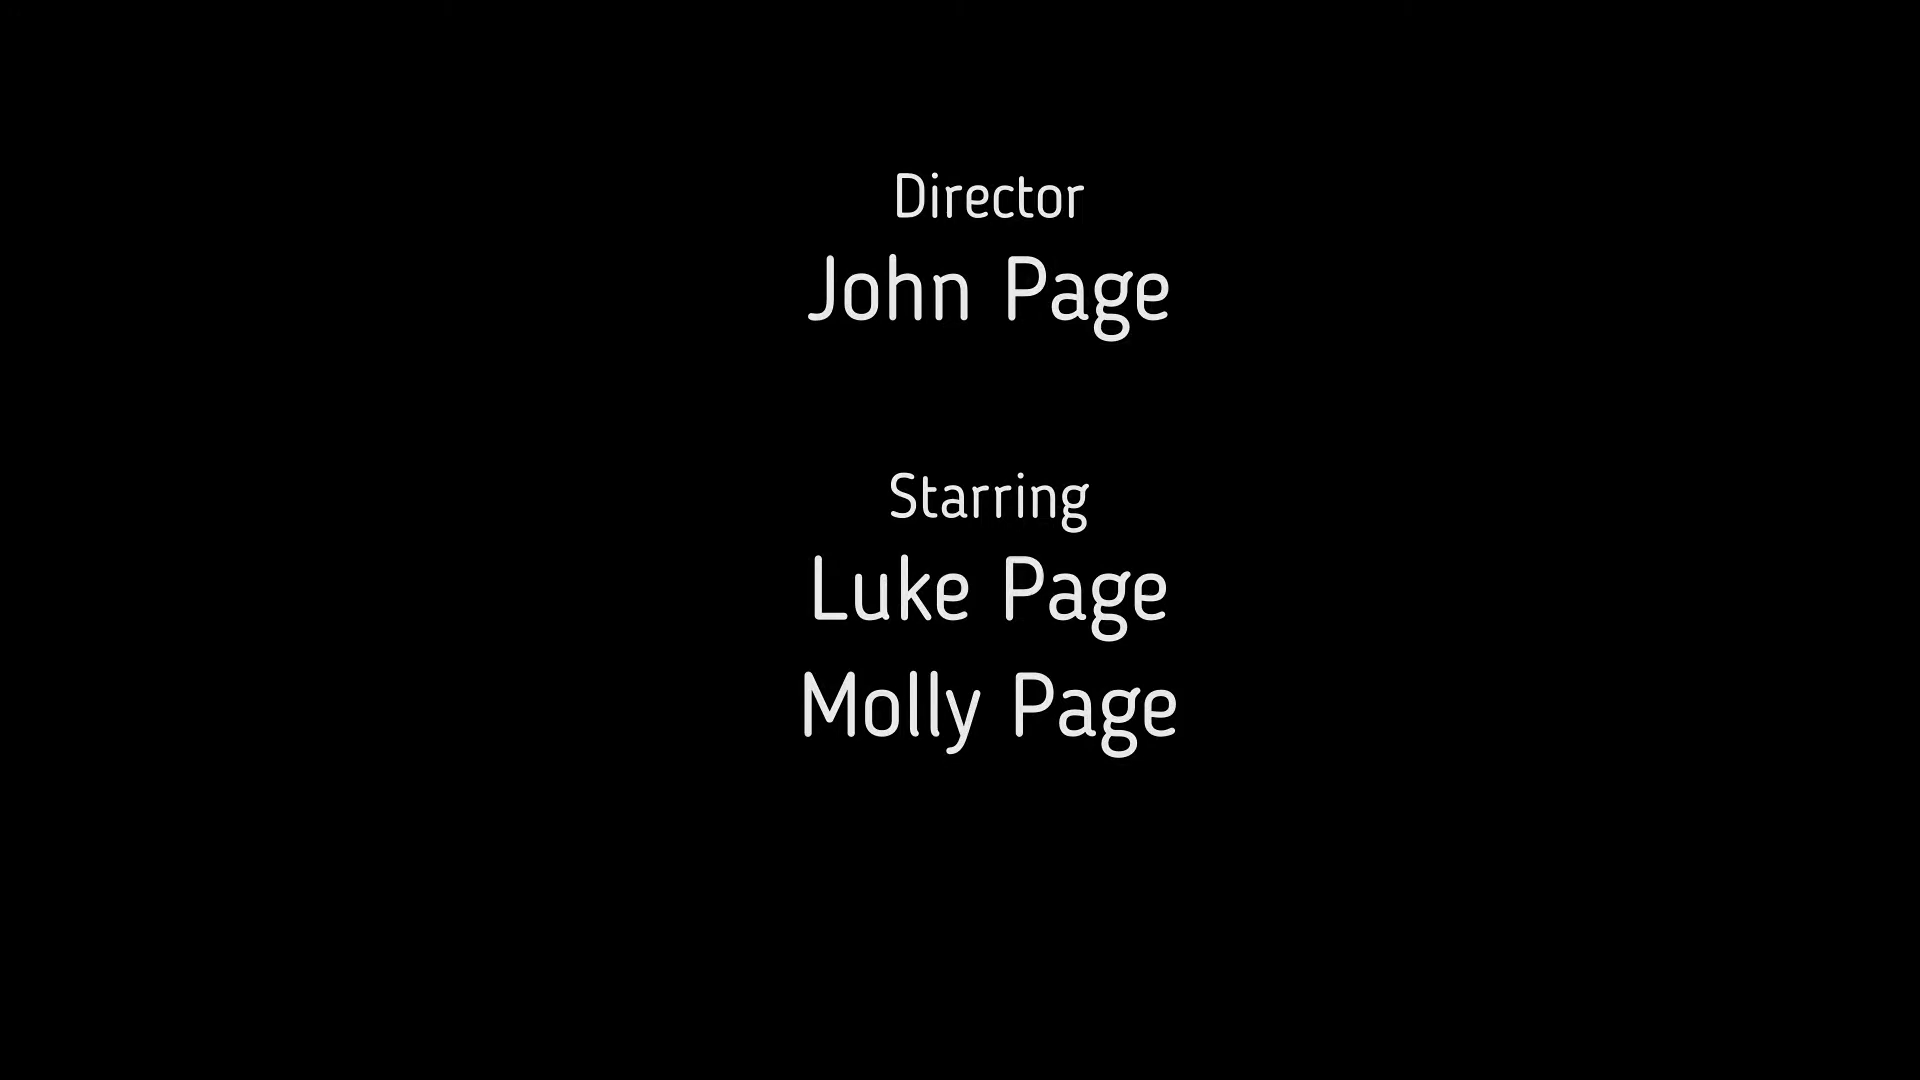 Director
John Page
Starring
Luke Page
Molly Page